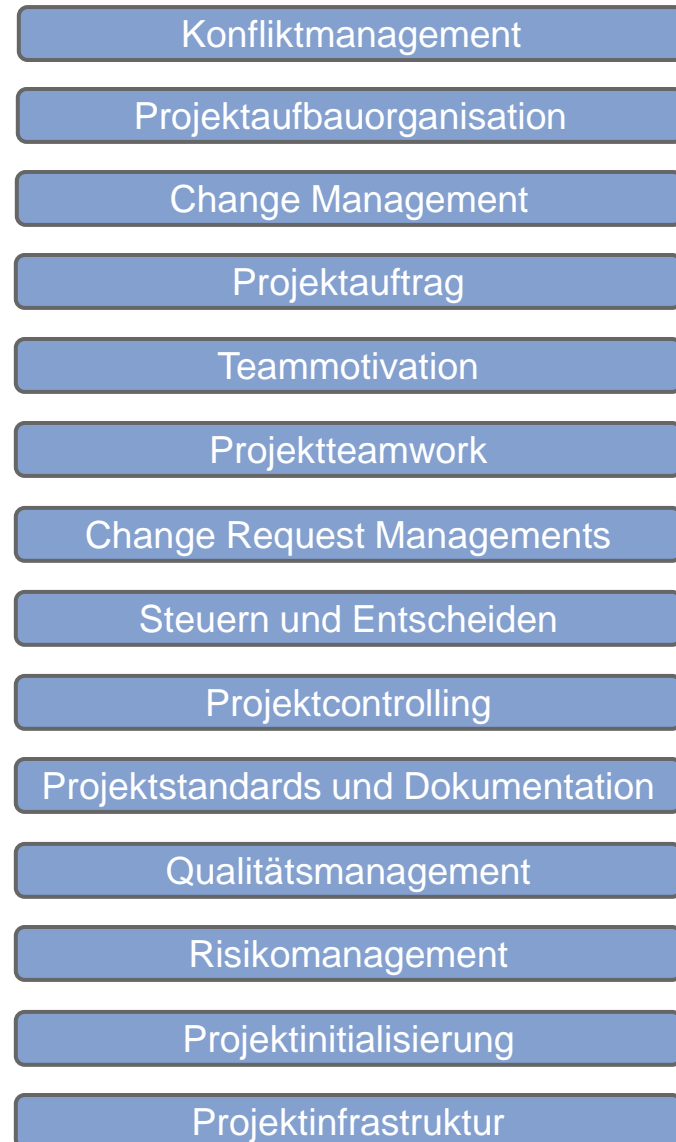 Konfliktmanagement
Projektaufbauorganisation
Change Management
Projektauftrag
Teammotivation
Projektteamwork
Change Request Managements
Steuern und Entscheiden
Projektcontrolling
Projektstandards und Dokumentation
Qualitätsmanagement
Risikomanagement
Projektinitialisierung
Projektinfrastruktur